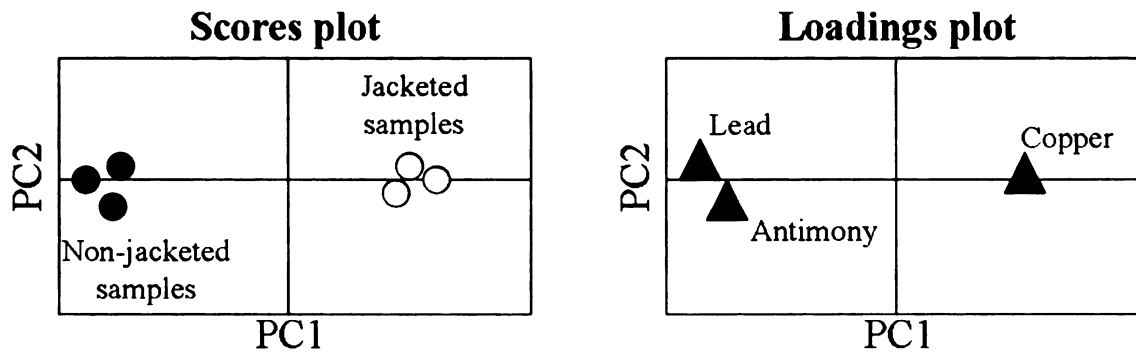 Scores plot
Jacketed
samples
Non-jacketed
samples
PC2
PC1
Loadings plot
Lead
Copper
Antimony
PC2
PC1